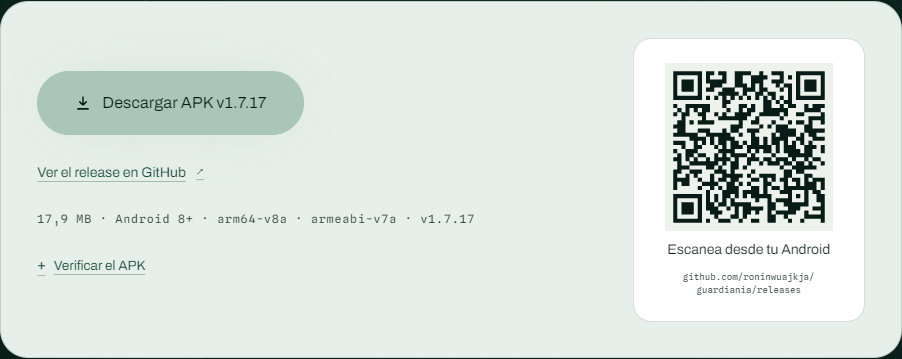 Descargar APK v1.7.17
Ver el release en GitHub ↗
17,9 MB · Android 8+ · arm64-v8a · armeabi-v7a · v1.7.17
+ Verificar el APK
Escanea desde tu Android
github.com/roninwuajkja/
guardiania/releases